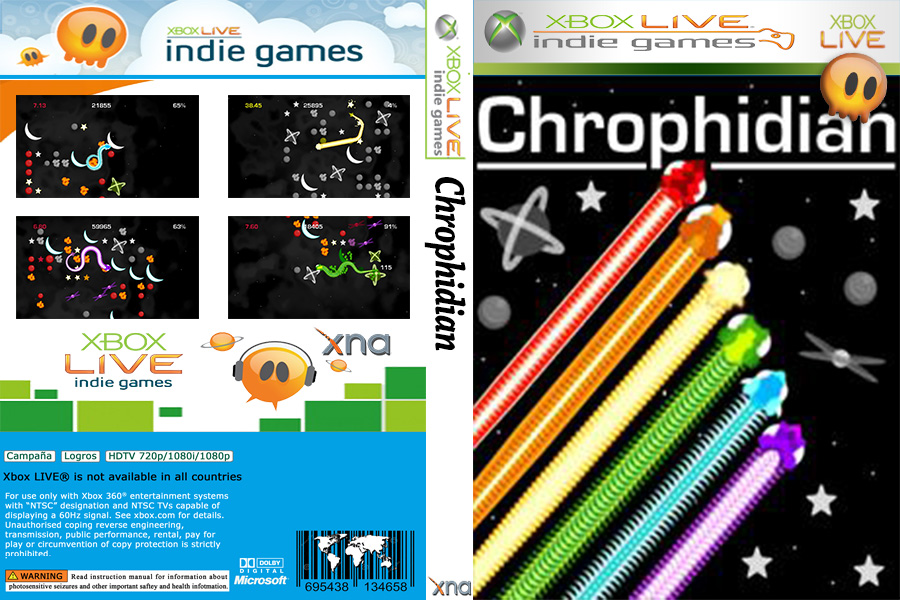 XBOX LIVE
indie games
7.13 21855 65%
38.45 25895 4%
6.60 59965 63%
7.60 16405 91%
115
XBOX
LIVE
indie games
xna
Campaña Logros HDTV 720p/1080i/1080p
Xbox LIVE® is not available in all countries
For use only with Xbox 360® entertainment systems
with “NTSC” designation and NTSC TVs capable of
displaying a 60Hz signal. See xbox.com for details.
Unauthorised coping reverse engineering,
transmission, public performance, rental, pay for
play or circumvention of copy protection is strictly
prohibited.
WARNING Read instruction manual for information about
photosensitive seizures and other important saftey and health infotmation.
DOLBY
DIGITAL
Microsoft
695438 134658
XBOX LIVE
indie games
Chrophidian
xna
XBOX LIVE
indie games
XBOX
LIVE
Chrophidian